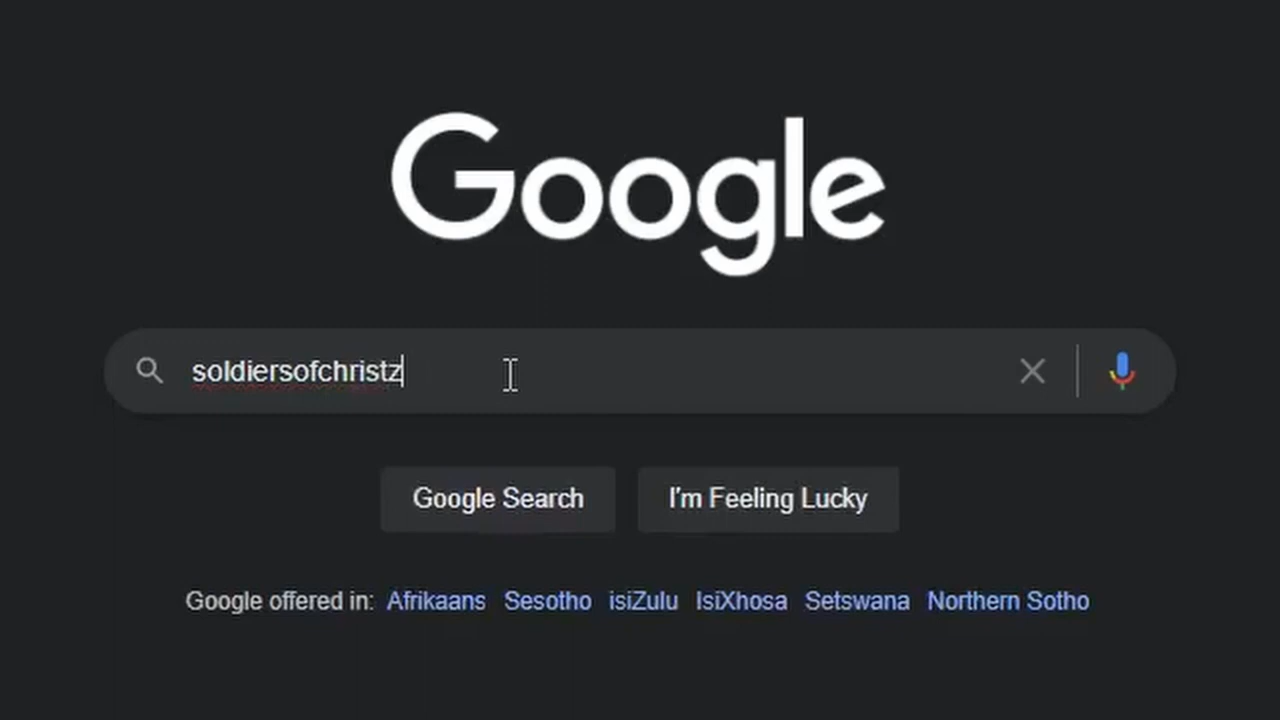 Google
soldiersofchristz
Google Search I'm Feeling Lucky
Google offered in: Afrikaans Sesotho isiZulu IsiXhosa Setswana Northern Sotho